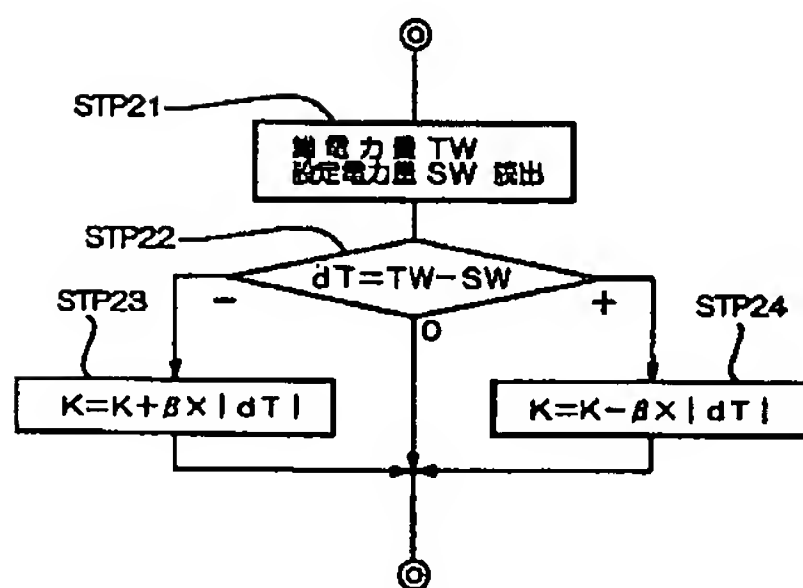 STP21
総電力量 TW
設定電力量 SW 読出
STP22
dT=TW-SW
-
+
0
STP23
STP24
K=K+β×|dT|
K=K-β×|dT|